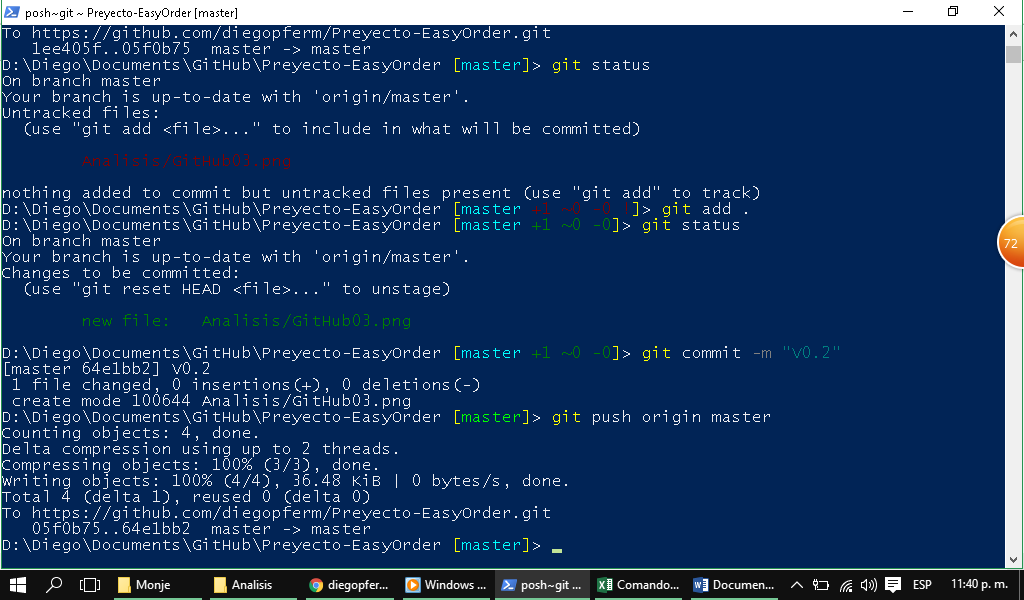 posh~git ~ Preyecto-EasyOrder [master]
To https://github.com/diegopferm/Preyecto-EasyOrder.git
1ee405f..05f0b75 master -> master
D:\Diego\Documents\GitHub\Preyecto-EasyOrder [master]> git status
On branch master
Your branch is up-to-date with 'origin/master'.
Untracked files:
(use "git add <file>..." to include in what will be committed)
Analisis/GitHub03.png
nothing added to commit but untracked files present (use "git add" to track)
D:\Diego\Documents\GitHub\Preyecto-EasyOrder [master +1 ~0 -0 !]> git add .
D:\Diego\Documents\GitHub\Preyecto-EasyOrder [master +1 ~0 -0]> git status
On branch master
Your branch is up-to-date with 'origin/master'.
Changes to be committed:
(use "git reset HEAD <file>..." to unstage)
new file: Analisis/GitHub03.png
D:\Diego\Documents\GitHub\Preyecto-EasyOrder [master +1 ~0 -0]> git commit -m "V0.2"
[master 64e1bb2] V0.2
1 file changed, 0 insertions(+), 0 deletions(-)
create mode 100644 Analisis/GitHub03.png
D:\Diego\Documents\GitHub\Preyecto-EasyOrder [master]> git push origin master
Counting objects: 4, done.
Delta compression using up to 2 threads.
Compressing objects: 100% (3/3), done.
Writing objects: 100% (4/4), 36.48 KiB | 0 bytes/s, done.
Total 4 (delta 1), reused 0 (delta 0)
To https://github.com/diegopferm/Preyecto-EasyOrder.git
05f0b75..64e1bb2 master -> master
D:\Diego\Documents\GitHub\Preyecto-EasyOrder [master]>
72
Monje
Analisis
diegopfer...
Windows ...
posh~git ...
Comando...
Documen...
ESP
11:40 p. m.